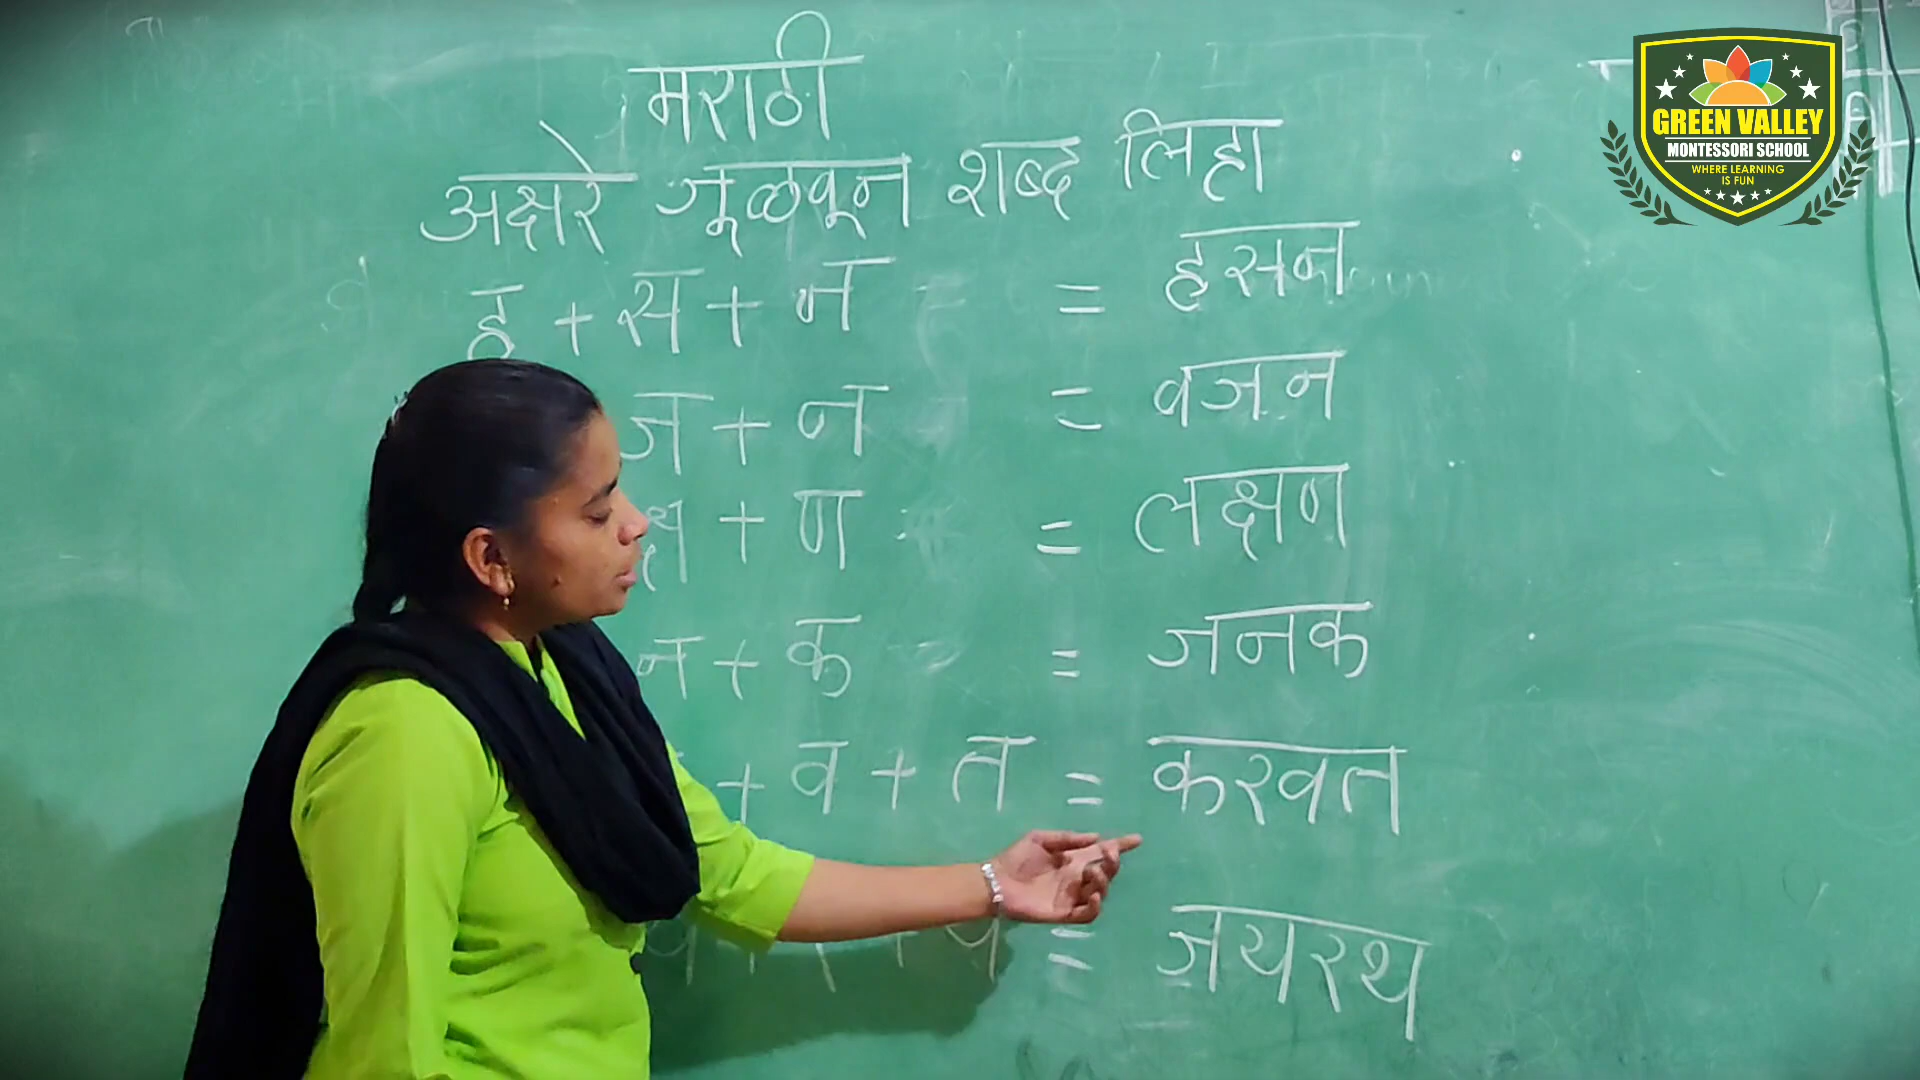 मराठी
अक्षरे जूळवून शब्द लिहा
ह + स + न = हसन
ज + न = वजन
क्ष + ण = लक्षण
न + क = जनक
+ व + त = करवत
= जयरथ
GREEN VALLEY
MONTESSORI SCHOOL
WHERE LEARNING
IS FUN